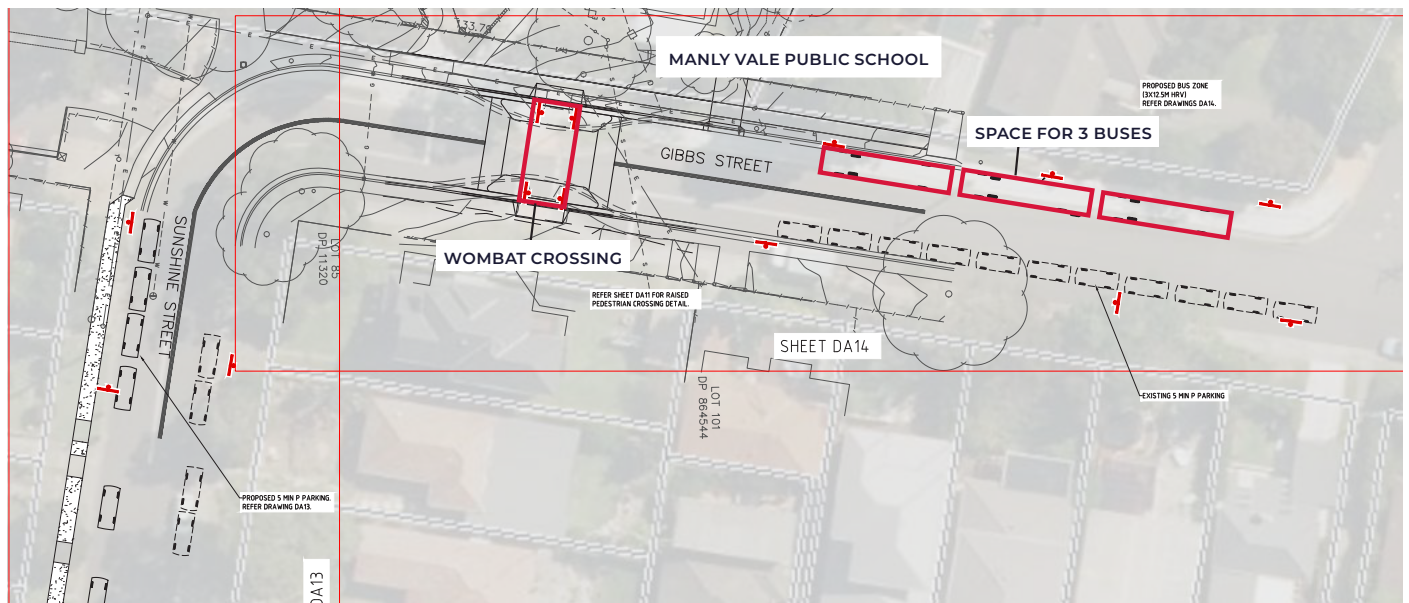 133.70
MANLY VALE PUBLIC SCHOOL
PROPOSED BUS ZONE
(3X12.5M HRV)
REFER DRAWINGS DA14.
SPACE FOR 3 BUSES
GIBBS STREET
SUNSHINE STREET
LOT 85
DP 11320
WOMBAT CROSSING
REFER SHEET DA11 FOR RAISED
PEDESTRIAN CROSSING DETAIL.
SHEET DA14
LOT 101
DP 864544
EXISTING 5 MIN P PARKING
PROPOSED 5 MIN P PARKING.
REFER DRAWING DA13.
DA13